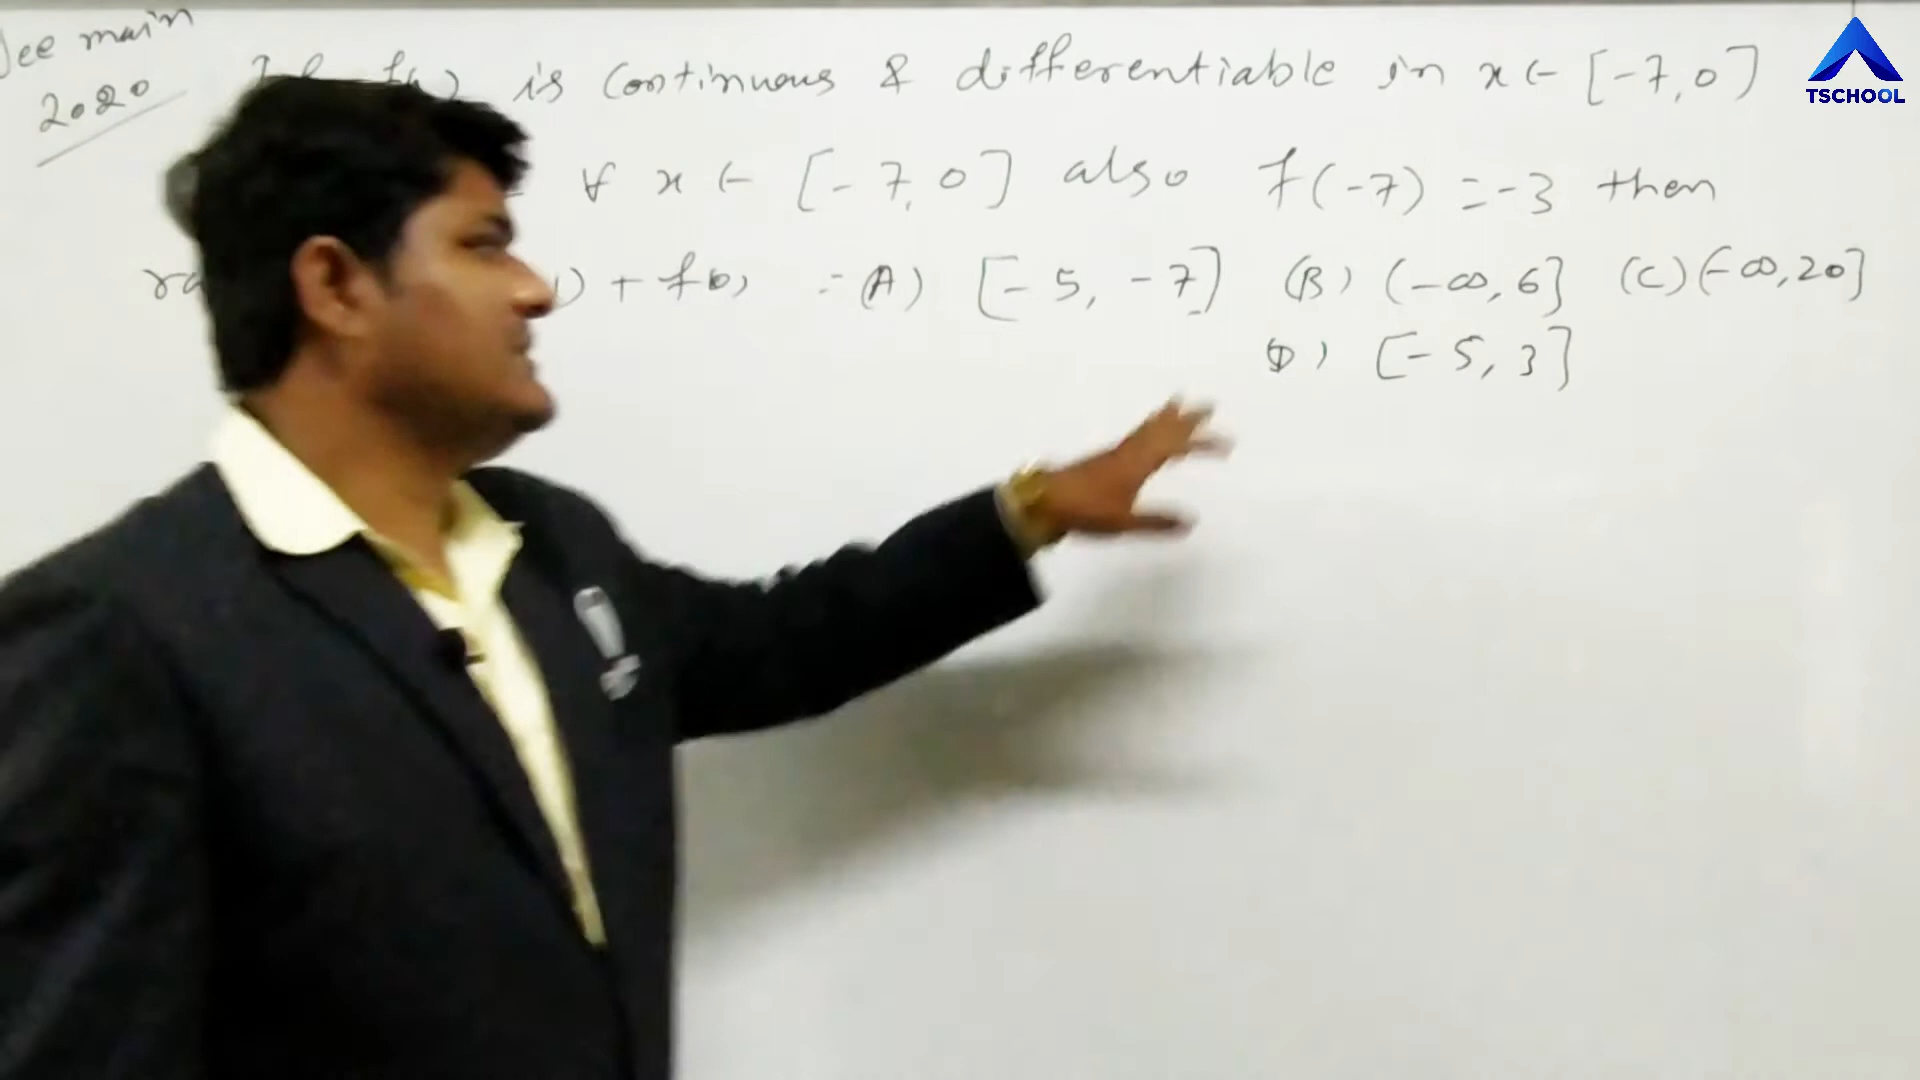 Jee main
2020
is continuous & differentiable in x ∈ [-7, 0]
∀ x ∈ [-7, 0] also f(-7) = -3 then
+ f(0) = (A) [-5, -7] (B) (-∞, 6] (C) (-∞, 20]
D) [-5, 3]
TSCHOOL